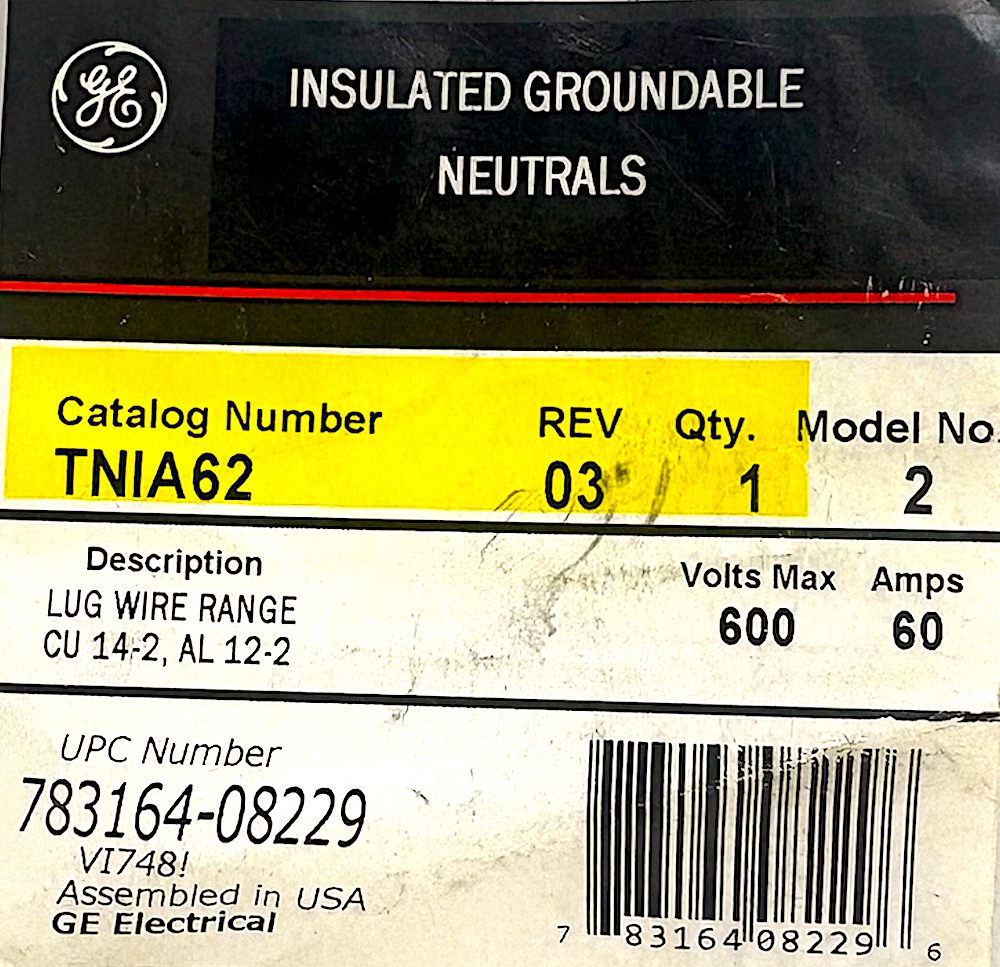 GE
INSULATED GROUNDABLE
NEUTRALS
Catalog Number REV Qty. Model No.
TNIA62 03 1 2
Description Volts Max Amps
LUG WIRE RANGE 600 60
CU 14-2, AL 12-2
UPC Number
783164-08229
VI748!
Assembled in USA
GE Electrical
7 83164 08229 6